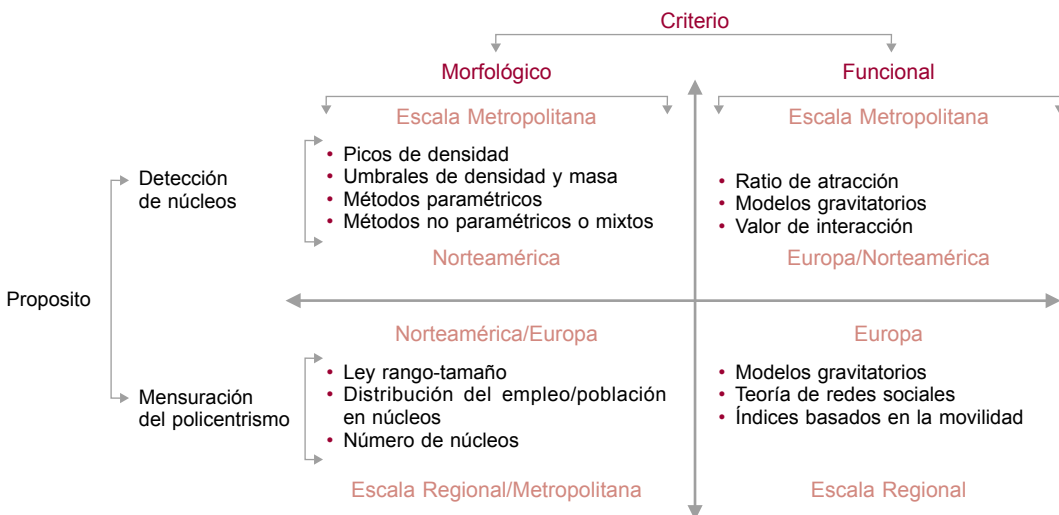 Criterio
Morfológico
Funcional
Escala Metropolitana
Escala Metropolitana
Detección
de núcleos
• Picos de densidad
• Umbrales de densidad y masa
• Métodos paramétricos
• Métodos no paramétricos o mixtos
• Ratio de atracción
• Modelos gravitatorios
• Valor de interacción
Norteamérica
Europa/Norteamérica
Proposito
Norteamérica/Europa
Europa
Mensuración
del policentrismo
• Ley rango-tamaño
• Distribución del empleo/población
en núcleos
• Número de núcleos
• Modelos gravitatorios
• Teoría de redes sociales
• Índices basados en la movilidad
Escala Regional/Metropolitana
Escala Regional